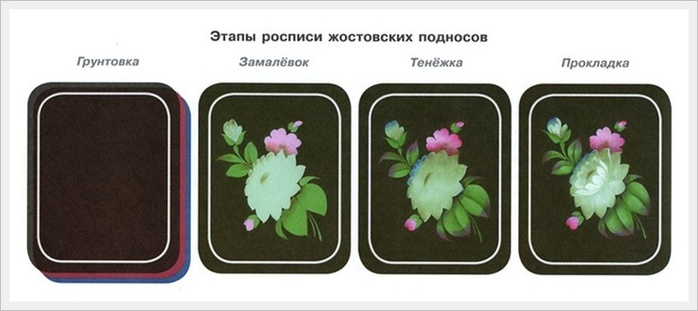 Этапы росписи жостовских подносов
Грунтовка
Замалёвок
Тенёжка
Прокладка